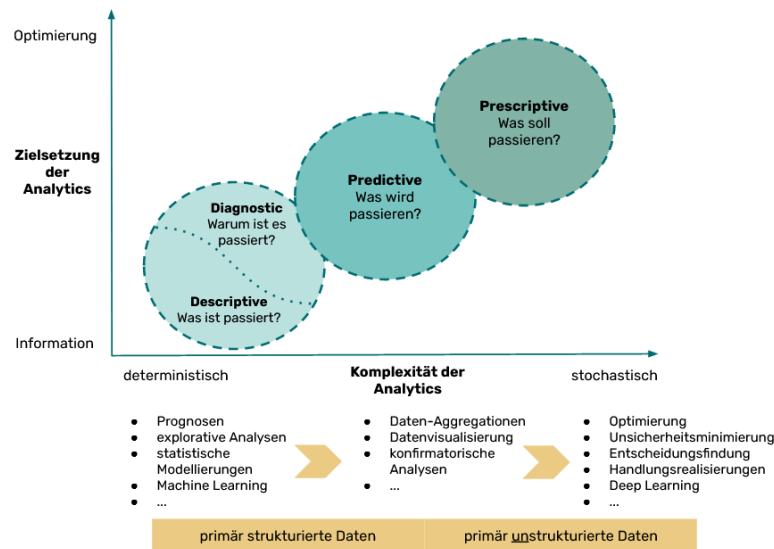 Optimierung
Zielsetzung
der
Analytics
Information
Prescriptive
Was soll
passieren?
Predictive
Was wird
passieren?
Diagnostic
Warum ist es
passiert?
Descriptive
Was ist passiert?
deterministisch
Komplexität der
Analytics
stochastisch
● Prognosen
● explorative Analysen
● statistische
Modellierungen
● Machine Learning
● ...
● Daten-Aggregationen
● Datenvisualisierung
● konfirmatorische
Analysen
● ...
● Optimierung
● Unsicherheitsminimierung
● Entscheidungsfindung
● Handlungsrealisierungen
● Deep Learning
● ...
primär strukturierte Daten
primär unstrukturierte Daten